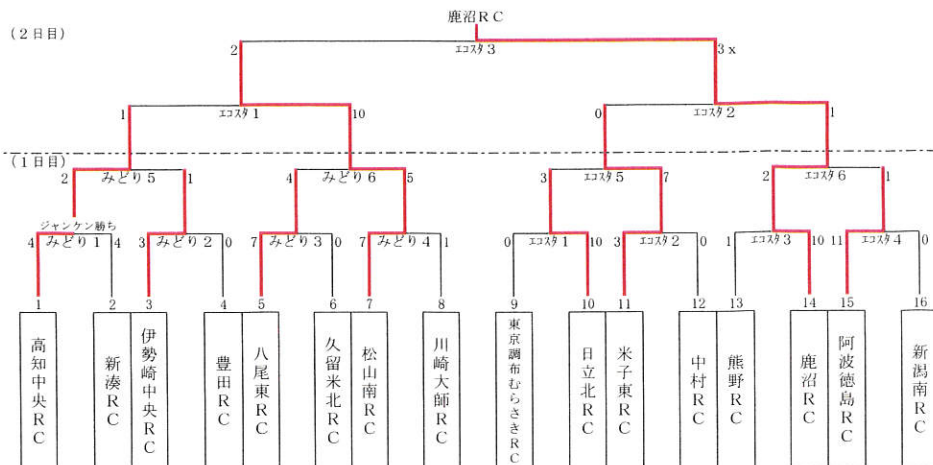 鹿沼RC
(2日目)
2 エコスタ3 3x
1 エコスタ1 10 0 エコスタ2 1
(1日目)
2 みどり5 1 4 みどり6 5 3 エコスタ5 7 2 エコスタ6 1
ジャンケン勝ち
4 みどり1 4 3 みどり2 0 7 みどり3 0 7 みどり4 1 0 エコスタ1 10 3 エコスタ2 0 1 エコスタ3 10 11 エコスタ4 0
1 2 3 4 5 6 7 8 9 10 11 12 13 14 15 16
高知中央RC
新湊RC
伊勢崎中央RC
豊田RC
八尾東RC
久留米北RC
松山南RC
川崎大師RC
東京調布むらさきRC
日立北RC
米子東RC
中村RC
熊野RC
鹿沼RC
阿波徳島RC
新潟南RC